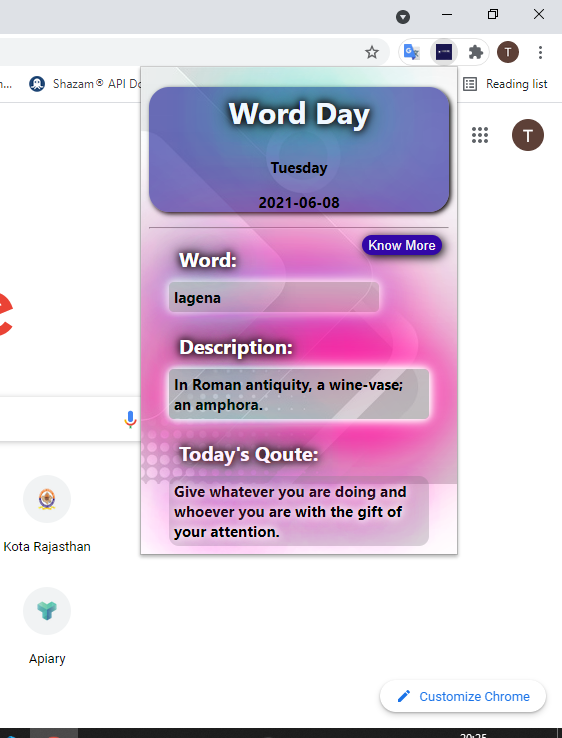 T
n...
Shazam® API Do
Reading list
T
e
Word Day
Tuesday
2021-06-08
Know More
Word:
lagena
Description:
In Roman antiquity, a wine-vase;
an amphora.
Today's Qoute:
Give whatever you are doing and
whoever you are with the gift of
your attention.
Kota Rajasthan
Apiary
Customize Chrome